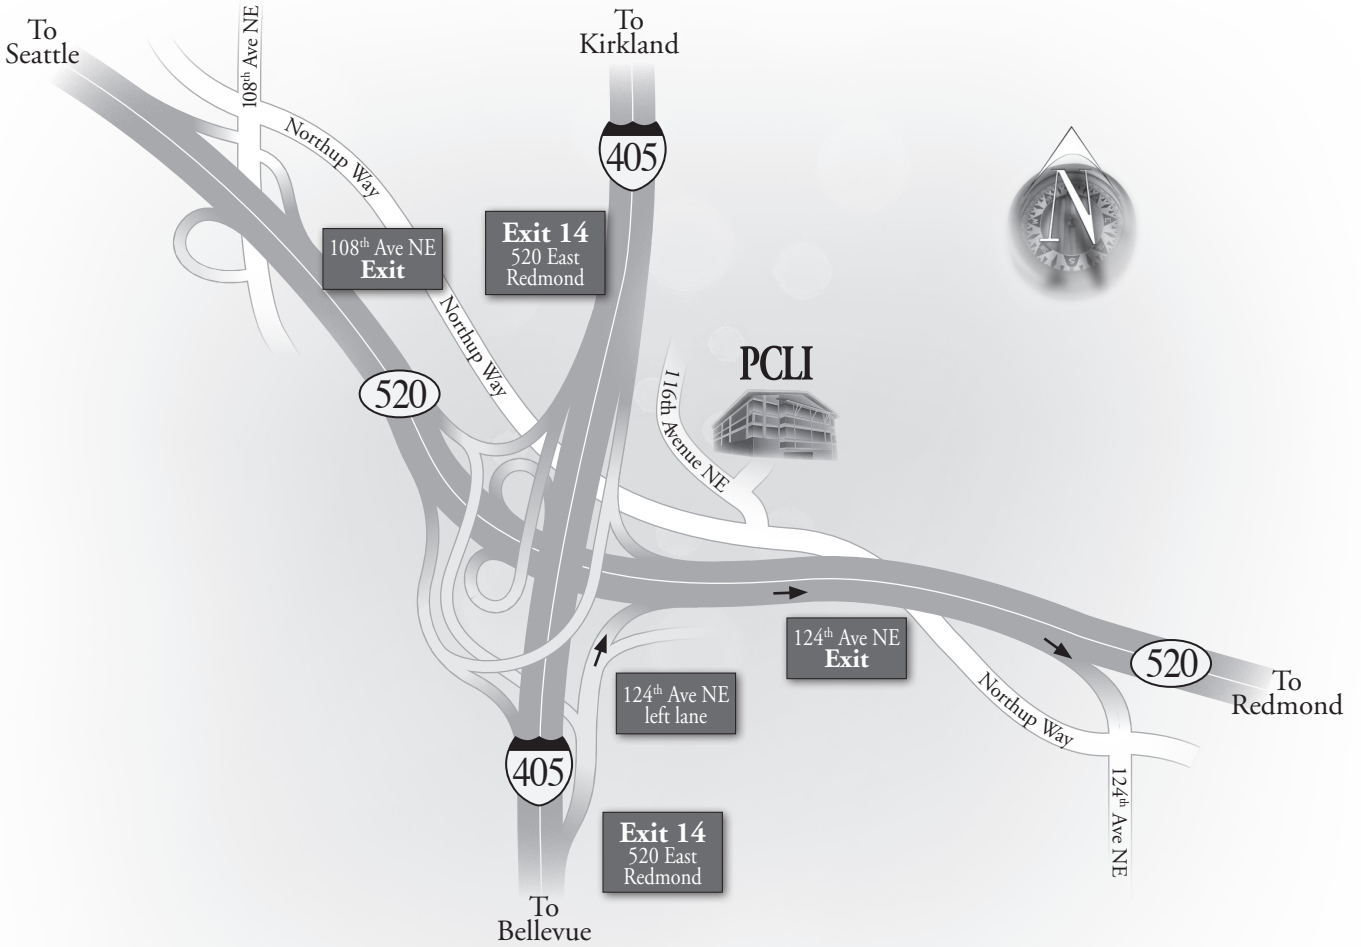 To
Seattle
108th Ave NE
To
Kirkland
Northup Way
405
N
108th Ave NE
Exit
Exit 14
520 East
Redmond
Northup Way
520
PCLI
116th Avenue NE
124th Ave NE
Exit
124th Ave NE
left lane
520
To
Redmond
Northup Way
405
124th Ave NE
Exit 14
520 East
Redmond
To
Bellevue